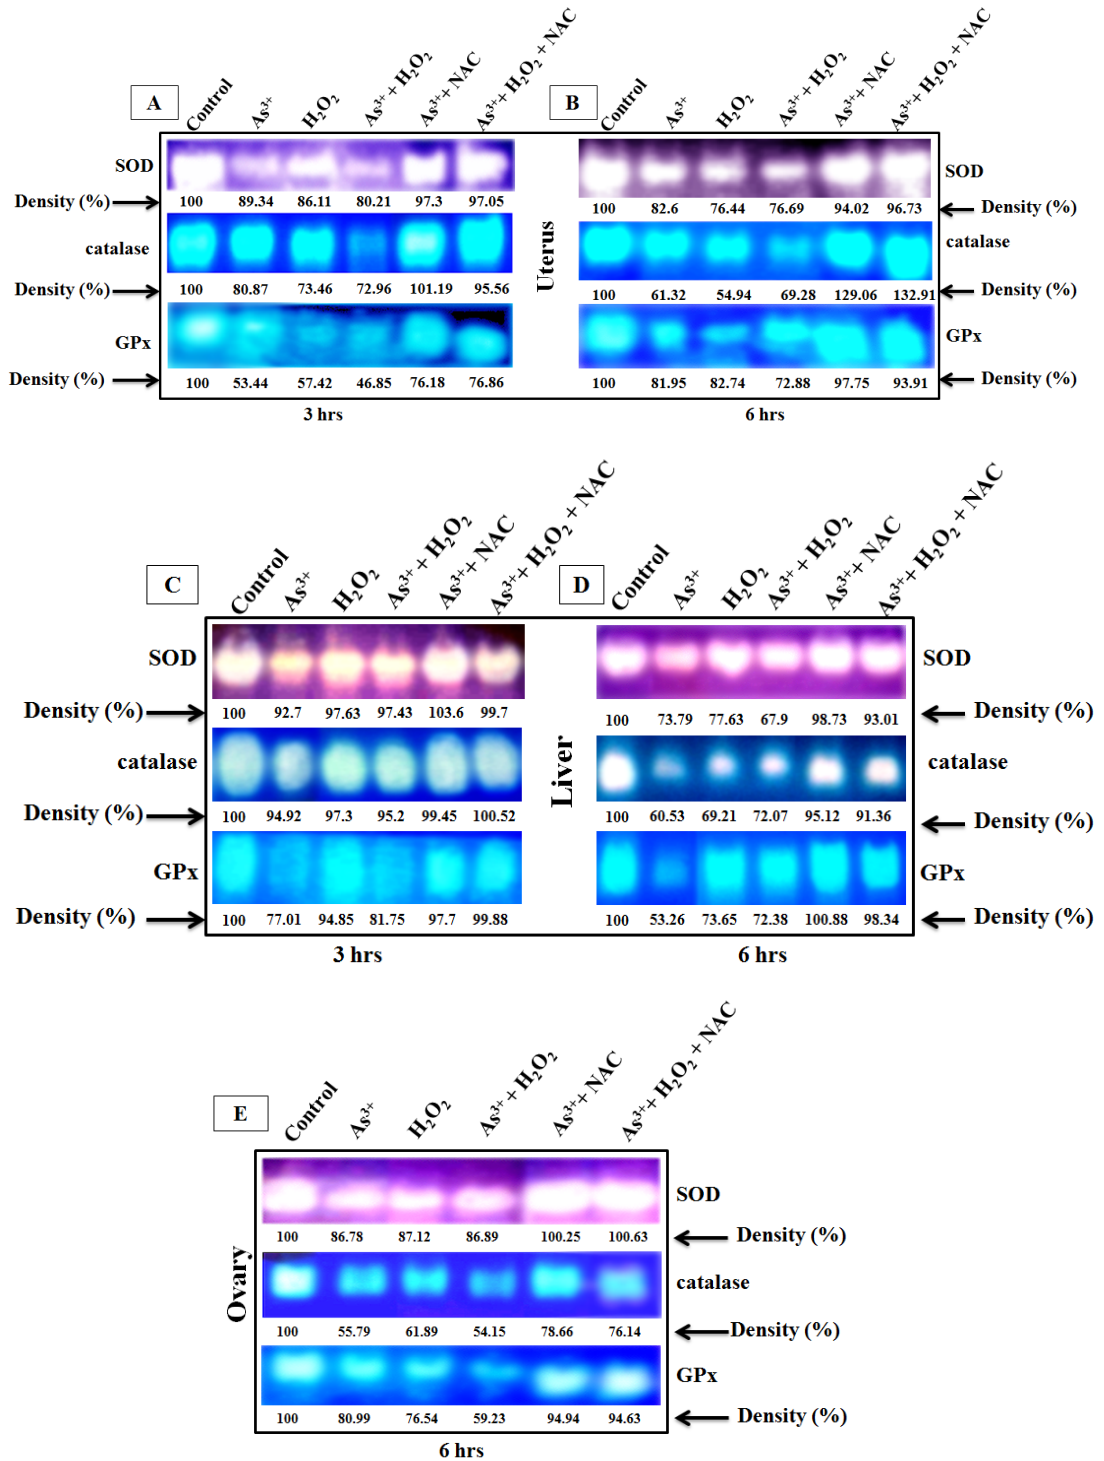 A
Control
As³⁺
H₂O₂
As³⁺+ H₂O₂
As³⁺+ NAC
As³⁺+ H₂O₂ + NAC
SOD
Density (%)
100 89.34 86.11 80.21 97.3 97.05
catalase
Density (%)
100 80.87 73.46 72.96 101.19 95.56
GPx
Density (%)
100 53.44 57.42 46.85 76.18 76.86
3 hrs
Uterus
B
Control
As³⁺
H₂O₂
As³⁺+ H₂O₂
As³⁺+ NAC
As³⁺+ H₂O₂ + NAC
SOD
100 82.6 76.44 76.69 94.02 96.73
Density (%)
catalase
100 61.32 54.94 69.28 129.06 132.91
Density (%)
GPx
100 81.95 82.74 72.88 97.75 93.91
Density (%)
6 hrs
C
Control
As³⁺
H₂O₂
As³⁺+ H₂O₂
As³⁺+ NAC
As³⁺+ H₂O₂ + NAC
SOD
Density (%)
100 92.7 97.63 97.43 103.6 99.7
catalase
Density (%)
100 94.92 97.3 95.2 99.45 100.52
GPx
Density (%)
100 77.01 94.85 81.75 97.7 99.88
3 hrs
Liver
D
Control
As³⁺
H₂O₂
As³⁺+ H₂O₂
As³⁺+ NAC
As³⁺+ H₂O₂ + NAC
SOD
100 73.79 77.63 67.9 98.73 93.01
Density (%)
catalase
100 60.53 69.21 72.07 95.12 91.36
Density (%)
GPx
100 53.26 73.65 72.38 100.88 98.34
Density (%)
6 hrs
E
Control
As³⁺
H₂O₂
As³⁺+ H₂O₂
As³⁺+ NAC
As³⁺+ H₂O₂ + NAC
Ovary
SOD
100 86.78 87.12 86.89 100.25 100.63
Density (%)
catalase
100 55.79 61.89 54.15 78.66 76.14
Density (%)
GPx
100 80.99 76.54 59.23 94.94 94.63
Density (%)
6 hrs